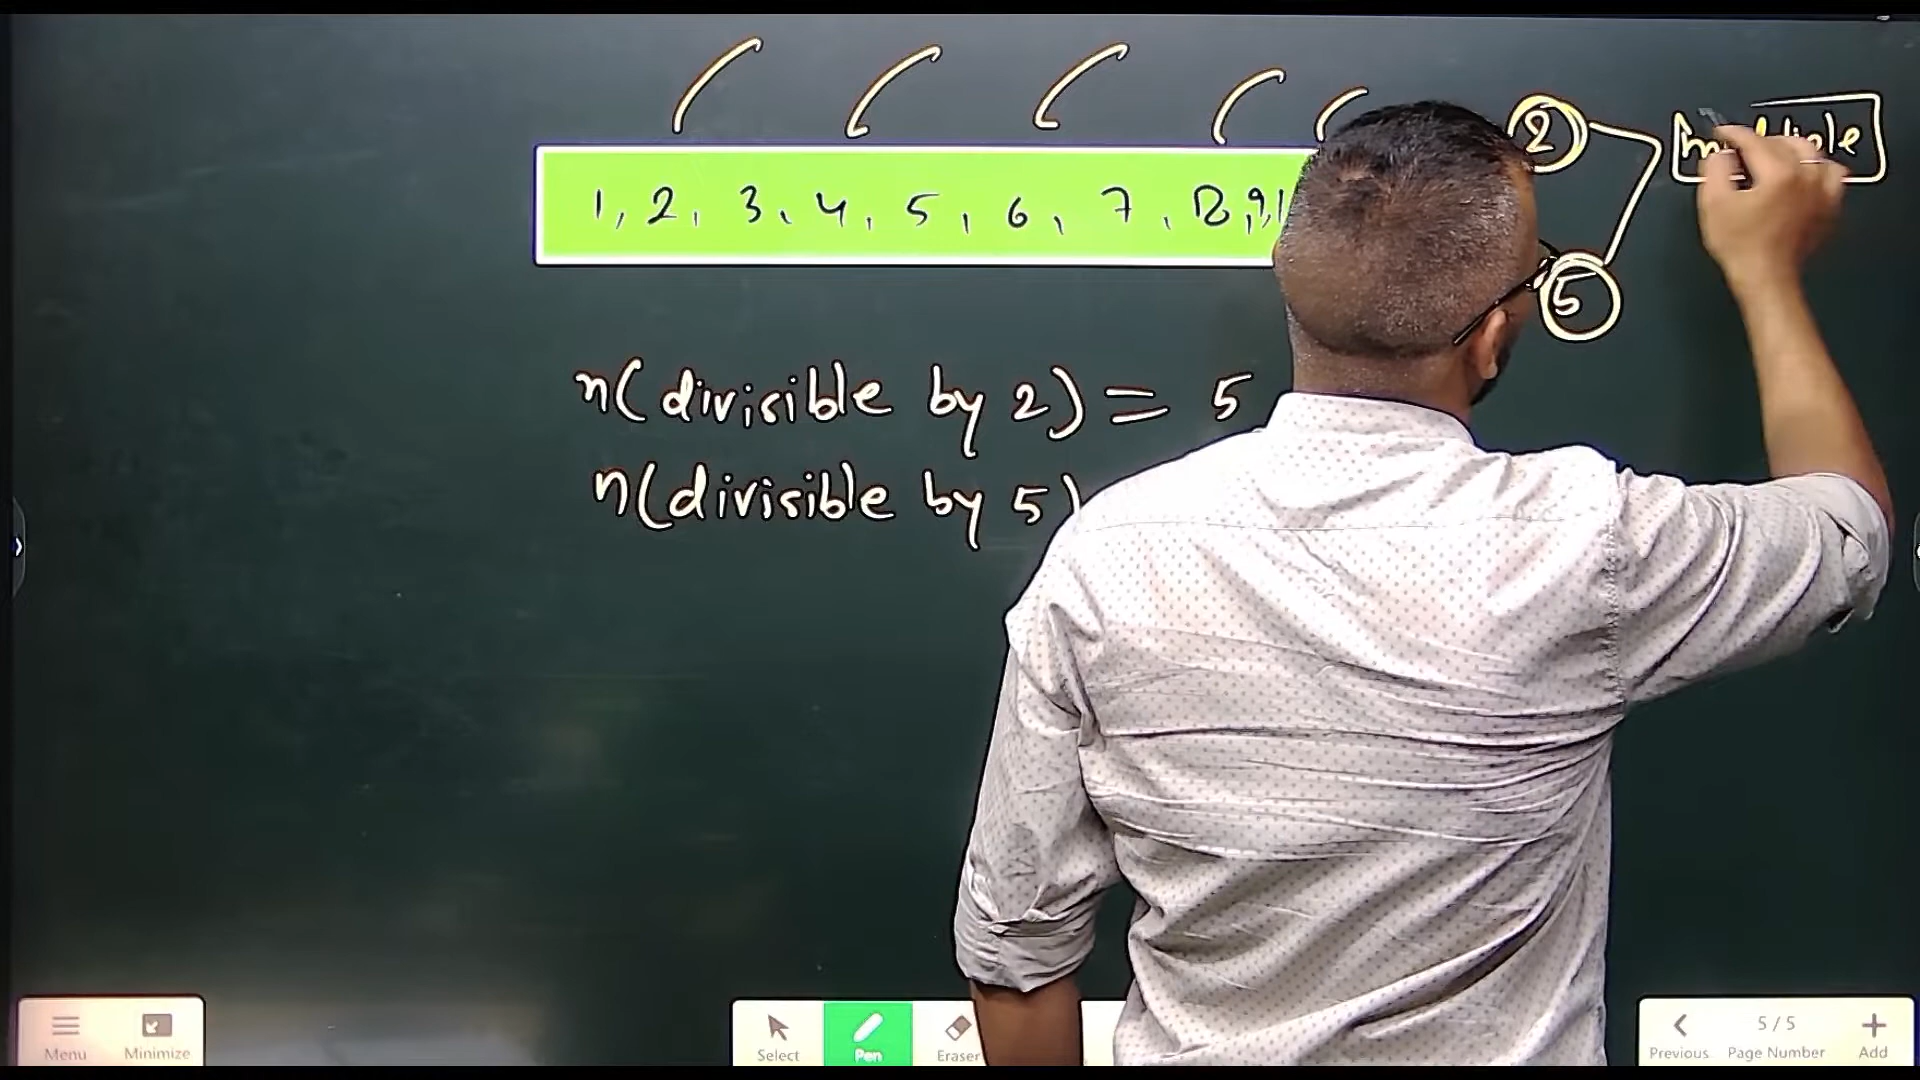 2
1, 2, 3, 4, 5, 6, 7, 8, 9, 1
5
n(divisible by 2) = 5
n(divisible by 5)
Menu
Minimize
Select
Pen
Eraser
5 / 5
Previous
Page Number
Add